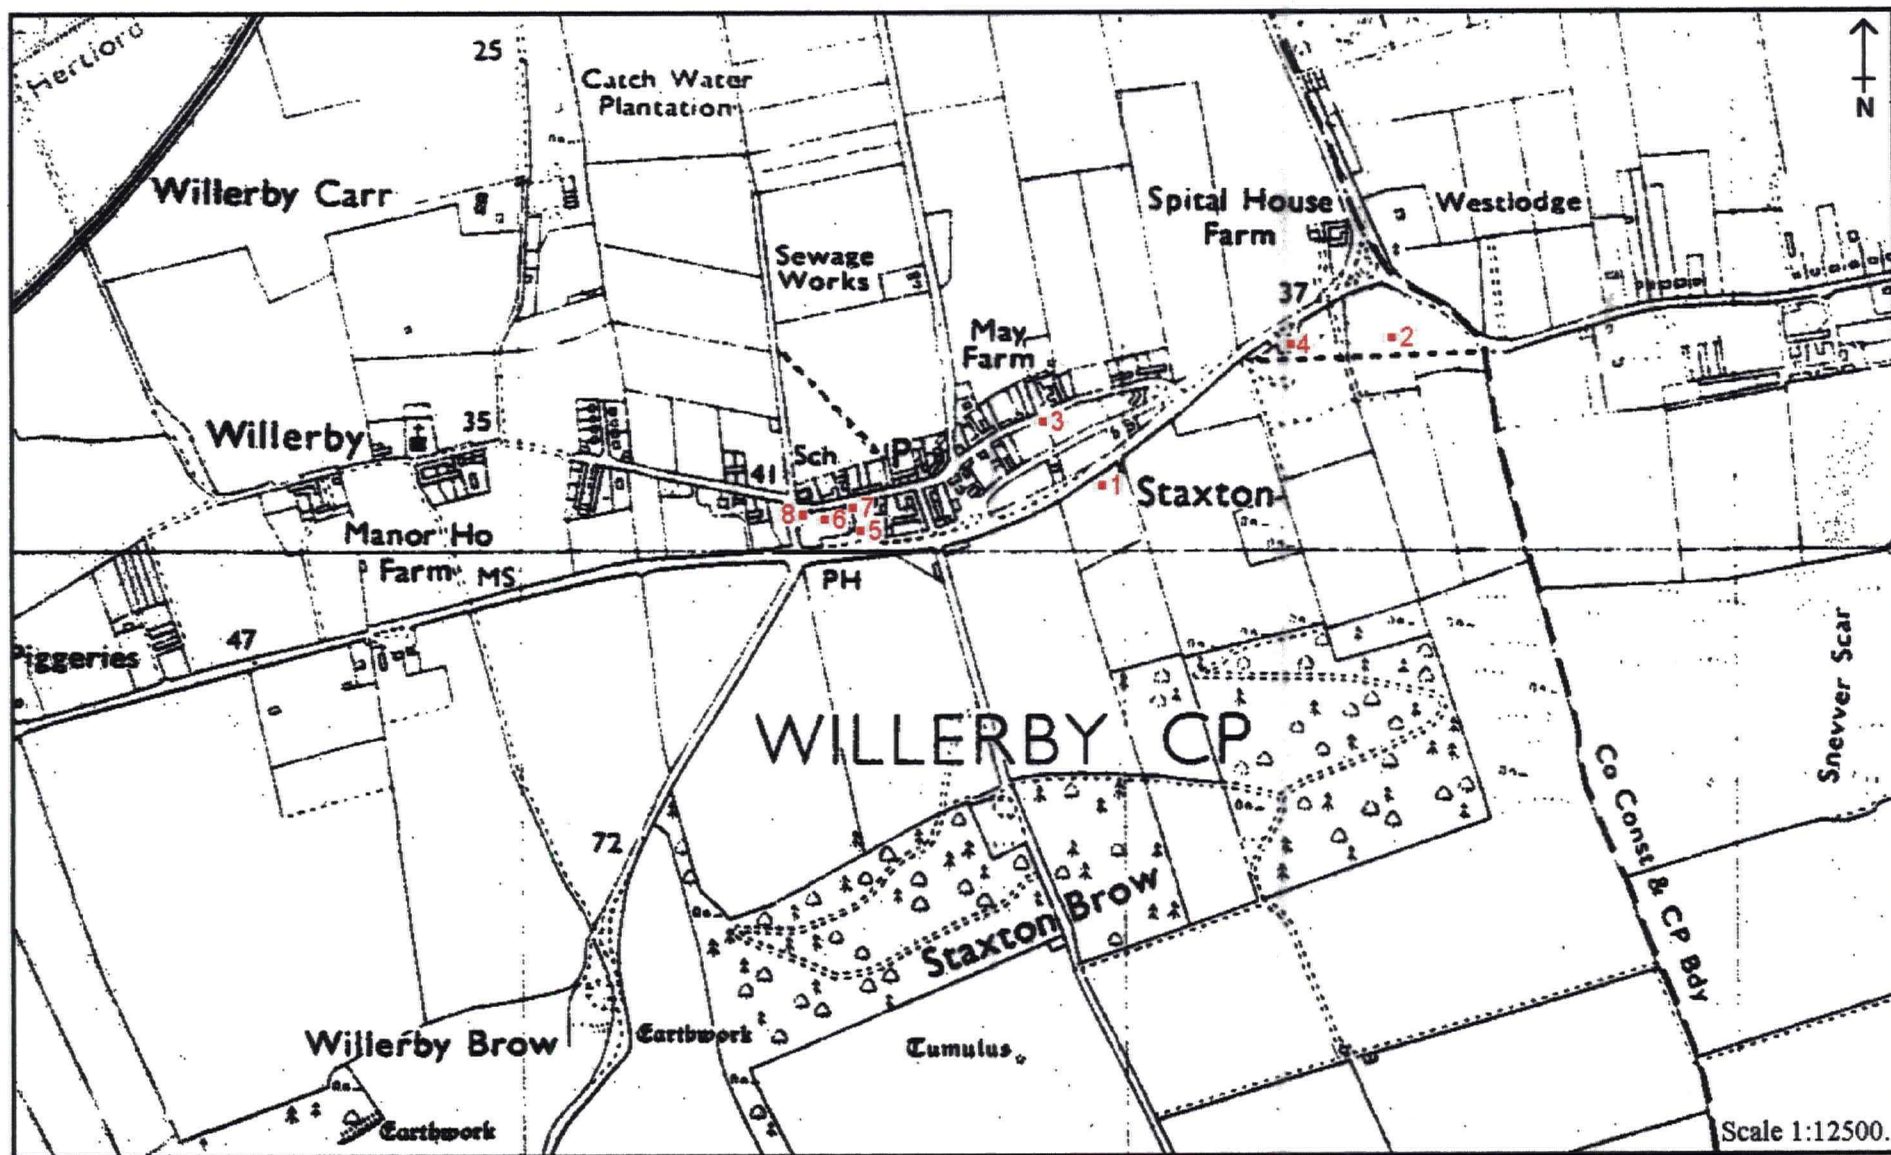 Hertford
25
Catch Water
Plantation
N
Willerby Carr
Spital House
Farm
Westlodge
Sewage
Works
37
2
4
May
Farm
35
Willerby
3
Sch
P
41
1
Staxton
8
6
7
5
Manor Ho
Farm
MS
PH
47
Piggeries
Snevver Scar
WILLERBY CP
Co Const & CP Bdy
72
Staxton Brow
Willerby Brow
Earthwork
Tumulus
Earthwork
Scale 1:12500.